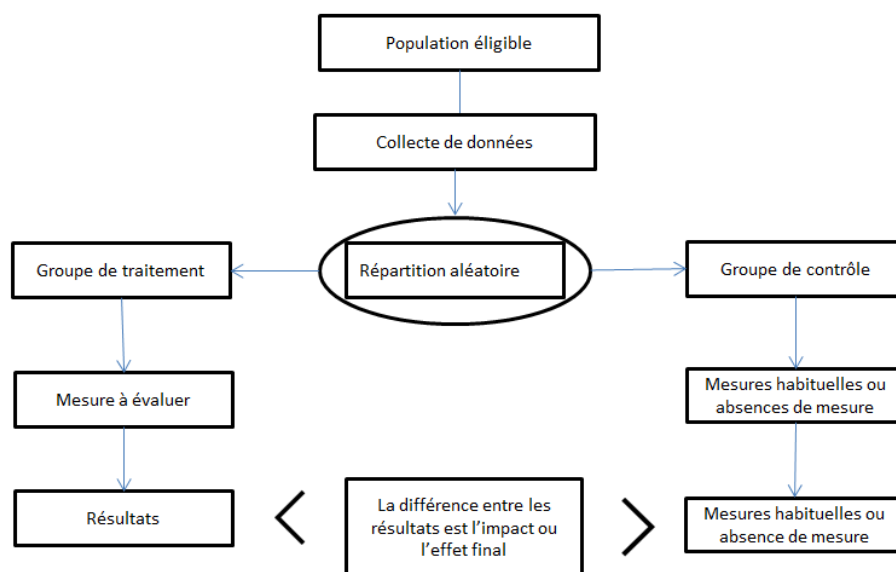 Population éligible
Collecte de données
Groupe de traitement
Répartition aléatoire
Groupe de contrôle
Mesure à évaluer
Mesures habituelles ou
absences de mesure
Résultats
La différence entre les
résultats est l'impact ou
l'effet final
Mesures habituelles ou
absence de mesure